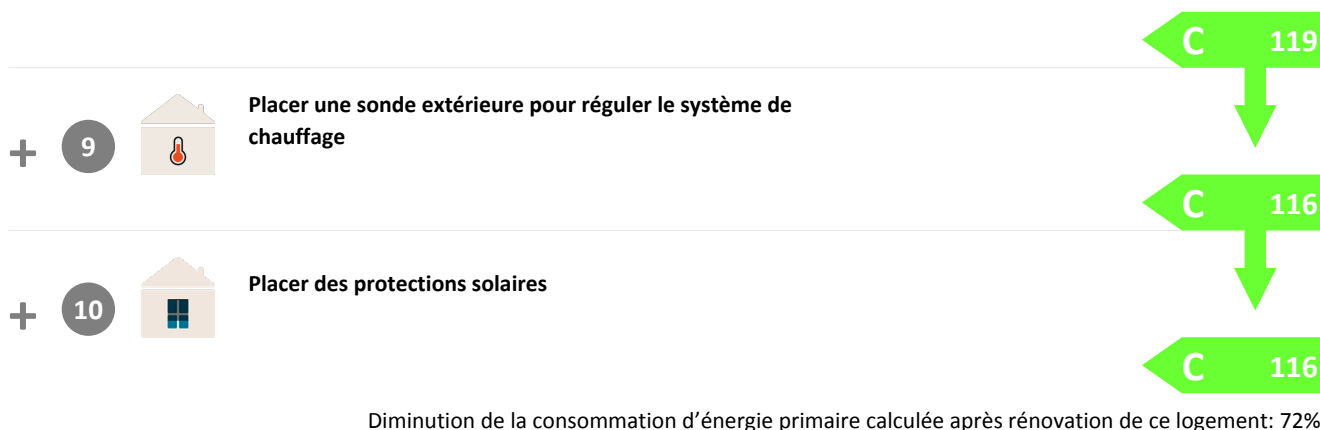 C 119
+ 9 Placer une sonde extérieure pour réguler le système de
chauffage
C 116
+ 10 Placer des protections solaires
C 116
Diminution de la consommation d’énergie primaire calculée après rénovation de ce logement: 72%